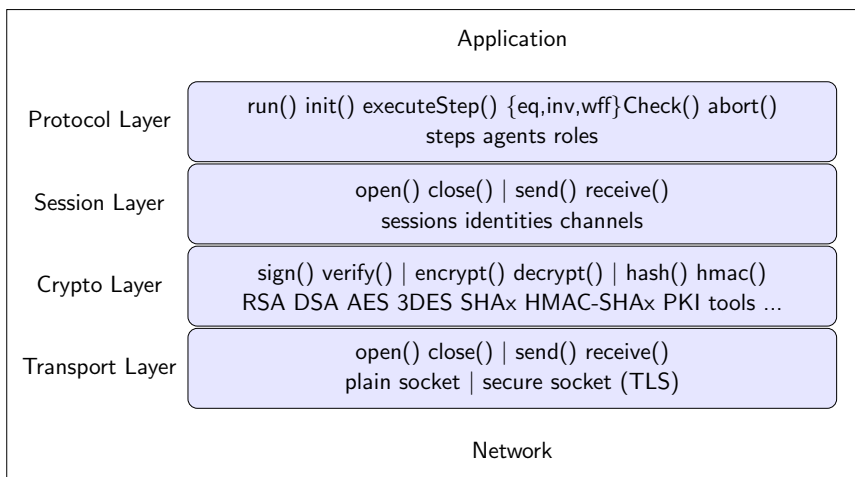 Application
Protocol Layer
run() init() executeStep() {eq,inv,wff}Check() abort()
steps agents roles
Session Layer
open() close() | send() receive()
sessions identities channels
Crypto Layer
sign() verify() | encrypt() decrypt() | hash() hmac()
RSA DSA AES 3DES SHAx HMAC-SHAx PKI tools ...
Transport Layer
open() close() | send() receive()
plain socket | secure socket (TLS)
Network